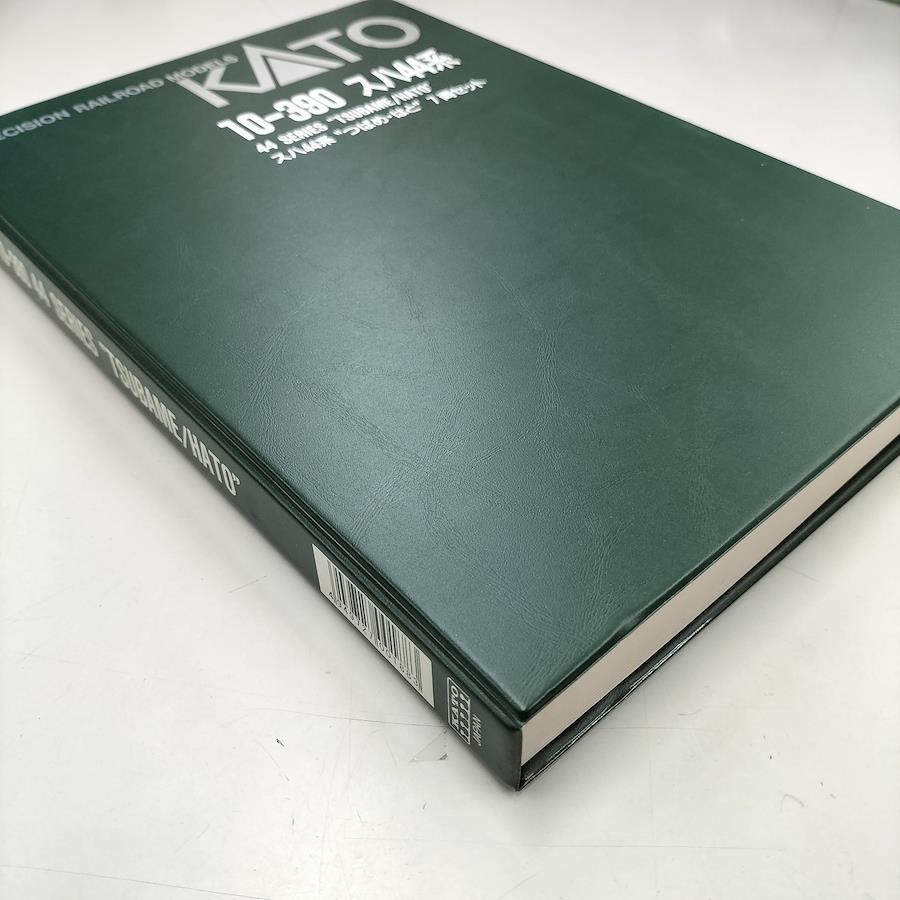 PRECISION RAILROAD MODELS
KATO
10-390 スハ44系
44 SERIES "TSUBAME/HATO"
スハ44系 "つばめ・はと" 7両セット
44 SERIES "TSUBAME/HATO"
KATO
JAPAN